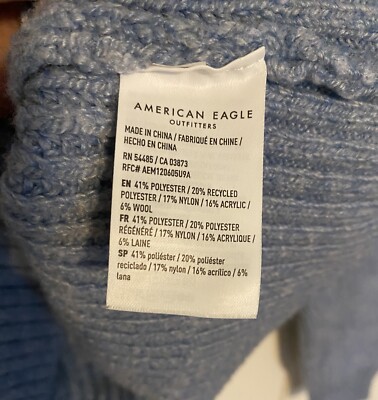 AMERICAN EAGLE
OUTFITTERS
MADE IN CHINA / FABRIQUÉ EN CHINE /
HECHO EN CHINA
RN 54485 / CA 03873
RFC# AEM120605U9A
EN 41% POLYESTER / 20% RECYCLED
POLYESTER / 17% NYLON / 16% ACRYLIC /
6% WOOL
FR 41% POLYESTER / 20% POLYESTER
RÉGÉNÉRÉ / 17% NYLON / 16% ACRYLIQUE /
6% LAINE
SP 41% poliéster / 20% poliéster
reciclado / 17% nylon / 16% acrílico / 6%
lana